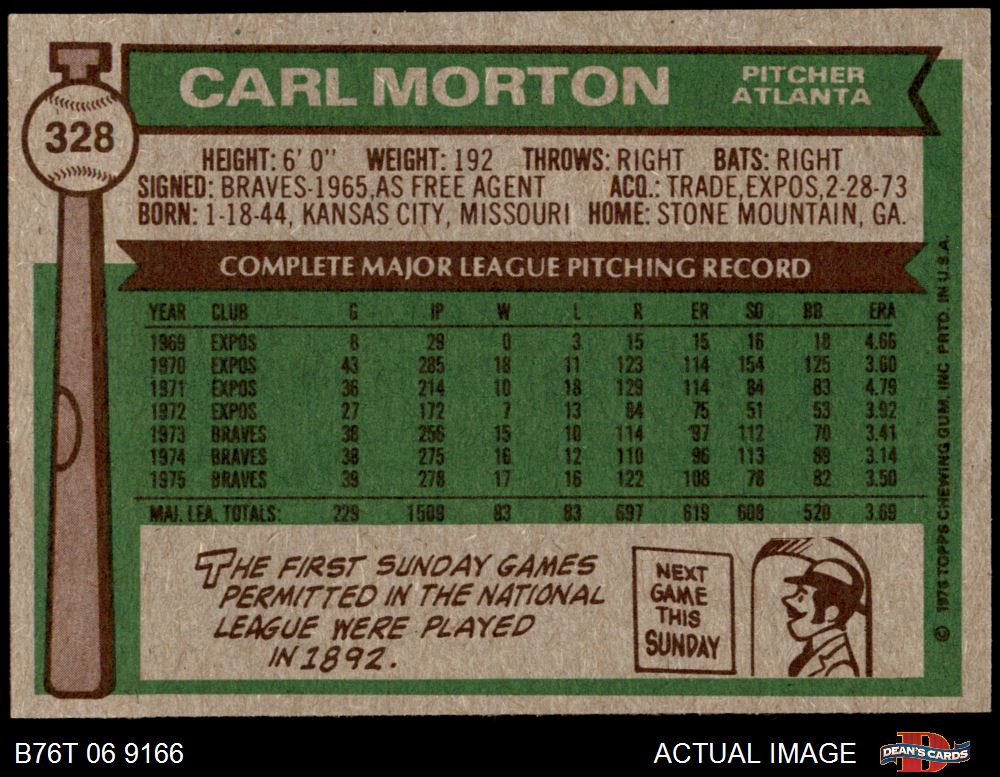 328
CARL MORTON
PITCHER
ATLANTA
HEIGHT: 6' 0" WEIGHT: 192 THROWS: RIGHT BATS: RIGHT
SIGNED: BRAVES-1965, AS FREE AGENT ACQ.: TRADE, EXPOS, 2-28-73
BORN: 1-18-44, KANSAS CITY, MISSOURI HOME: STONE MOUNTAIN, GA.
COMPLETE MAJOR LEAGUE PITCHING RECORD
YEAR CLUB G IP W L R ER SO BB ERA
1969 EXPOS 8 29 0 3 15 15 16 18 4.66
1970 EXPOS 43 285 18 11 123 114 154 125 3.60
1971 EXPOS 36 214 10 18 129 114 84 83 4.79
1972 EXPOS 27 172 7 13 84 75 51 53 3.92
1973 BRAVES 38 256 15 10 114 97 112 70 3.41
1974 BRAVES 38 275 16 12 110 96 113 89 3.14
1975 BRAVES 39 278 17 16 122 108 78 82 3.50
MAJ. LEA. TOTALS: 229 1509 83 83 697 619 608 520 3.69
THE FIRST SUNDAY GAMES
PERMITTED IN THE NATIONAL
LEAGUE WERE PLAYED
IN 1892.
NEXT
GAME
THIS
SUNDAY
© 1976 TOPPS CHEWING GUM, INC PRTD. IN U.S.A.
B76T 06 9166
ACTUAL IMAGE
DEAN'S CARDS